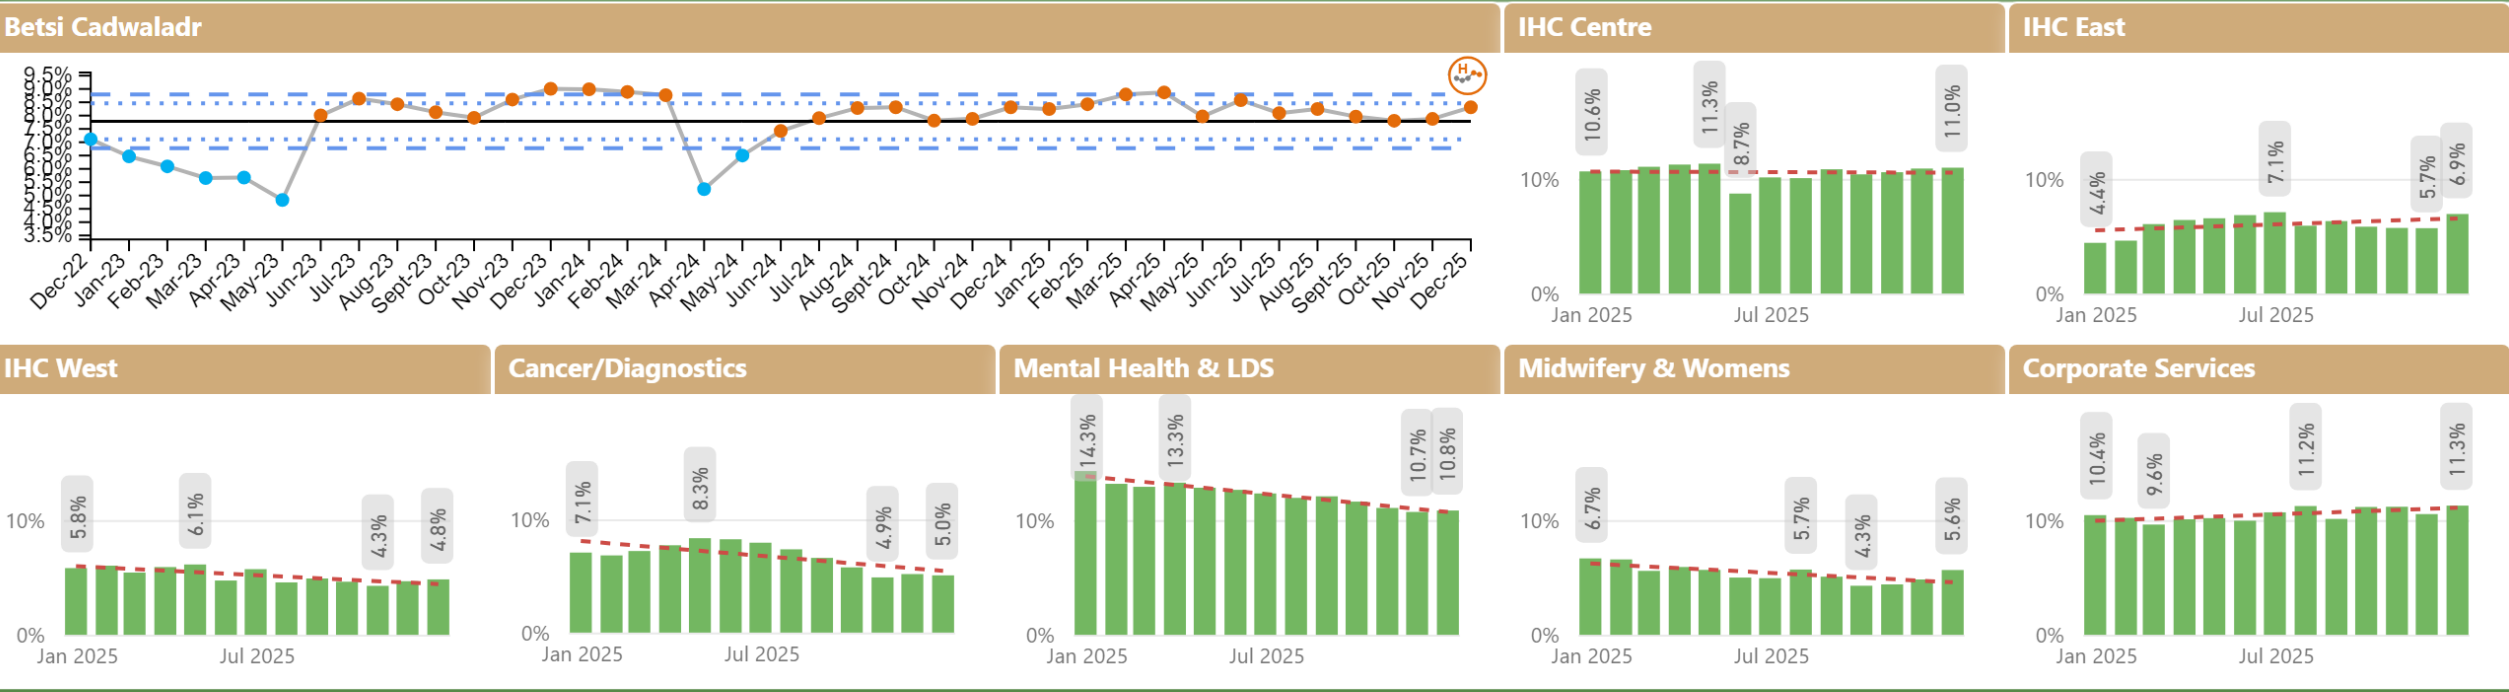 Betsi Cadwaladr
H
9.5%
9.0%
8.5%
8.0%
7.5%
7.0%
6.5%
6.0%
5.5%
5.0%
4.5%
4.0%
3.5%
Dec-22 Jan-23 Feb-23 Mar-23 Apr-23 May-23 Jun-23 Jul-23 Aug-23 Sept-23 Oct-23 Nov-23 Dec-23 Jan-24 Feb-24 Mar-24 Apr-24 May-24 Jun-24 Jul-24 Aug-24 Sept-24 Oct-24 Nov-24 Dec-24 Jan-25 Feb-25 Mar-25 Apr-25 May-25 Jun-25 Jul-25 Aug-25 Sept-25 Oct-25 Nov-25 Dec-25
IHC Centre
10.6% 11.3% 8.7% 11.0%
10%
0%
Jan 2025 Jul 2025
IHC East
4.4% 7.1% 5.7% 6.9%
10%
0%
Jan 2025 Jul 2025
IHC West
5.8% 6.1% 4.3% 4.8%
10%
0%
Jan 2025 Jul 2025
Cancer/Diagnostics
7.1% 8.3% 4.9% 5.0%
10%
0%
Jan 2025 Jul 2025
Mental Health & LDS
14.3% 13.3% 10.7% 10.8%
10%
0%
Jan 2025 Jul 2025
Midwifery & Womens
6.7% 5.7% 4.3% 5.6%
10%
0%
Jan 2025 Jul 2025
Corporate Services
10.4% 9.6% 11.2% 11.3%
10%
0%
Jan 2025 Jul 2025